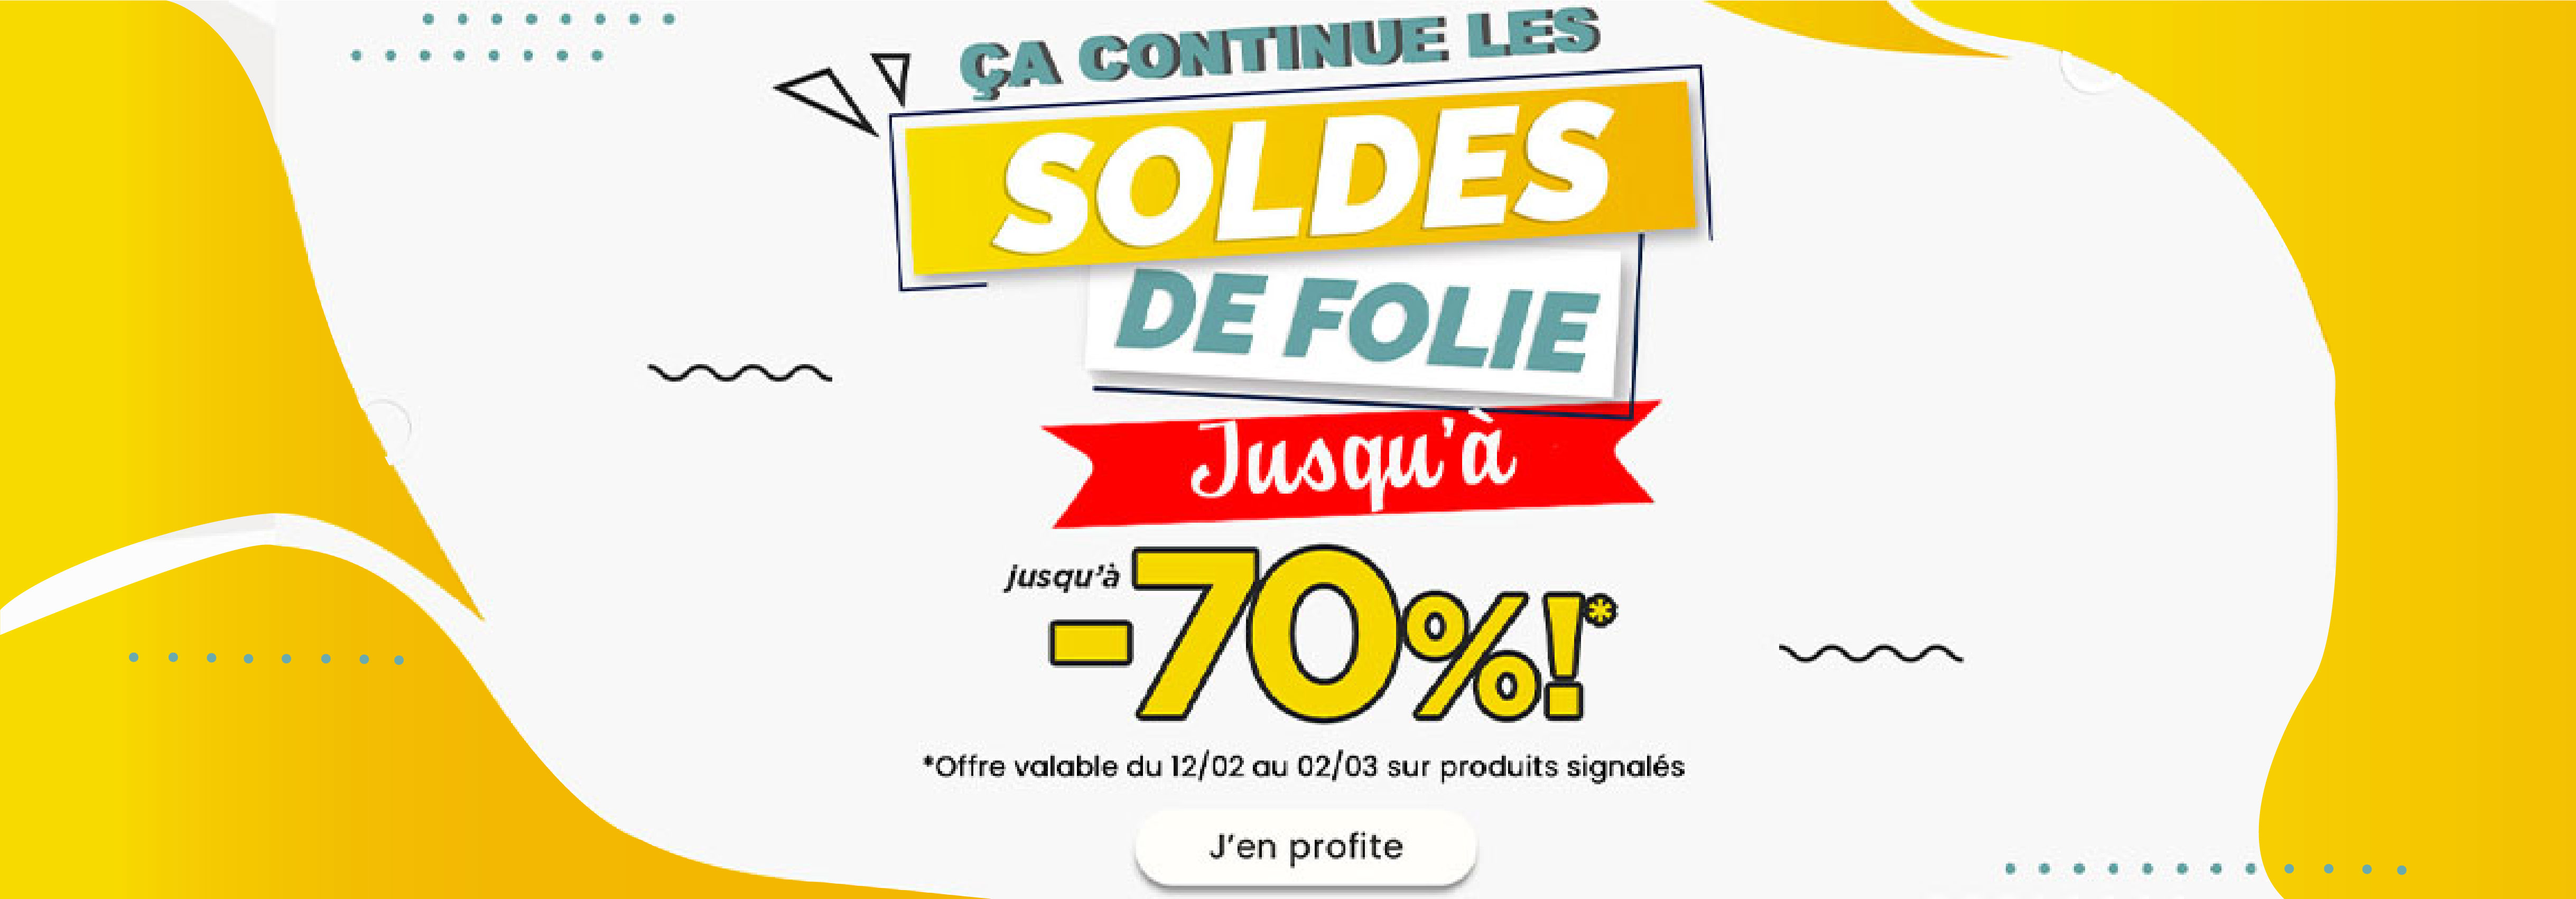 ÇA CONTINUE LES
SOLDES
DE FOLIE
Jusqu'à
jusqu'à
-70%!*
*Offre valable du 12/02 au 02/03 sur produits signalés
J'en profite